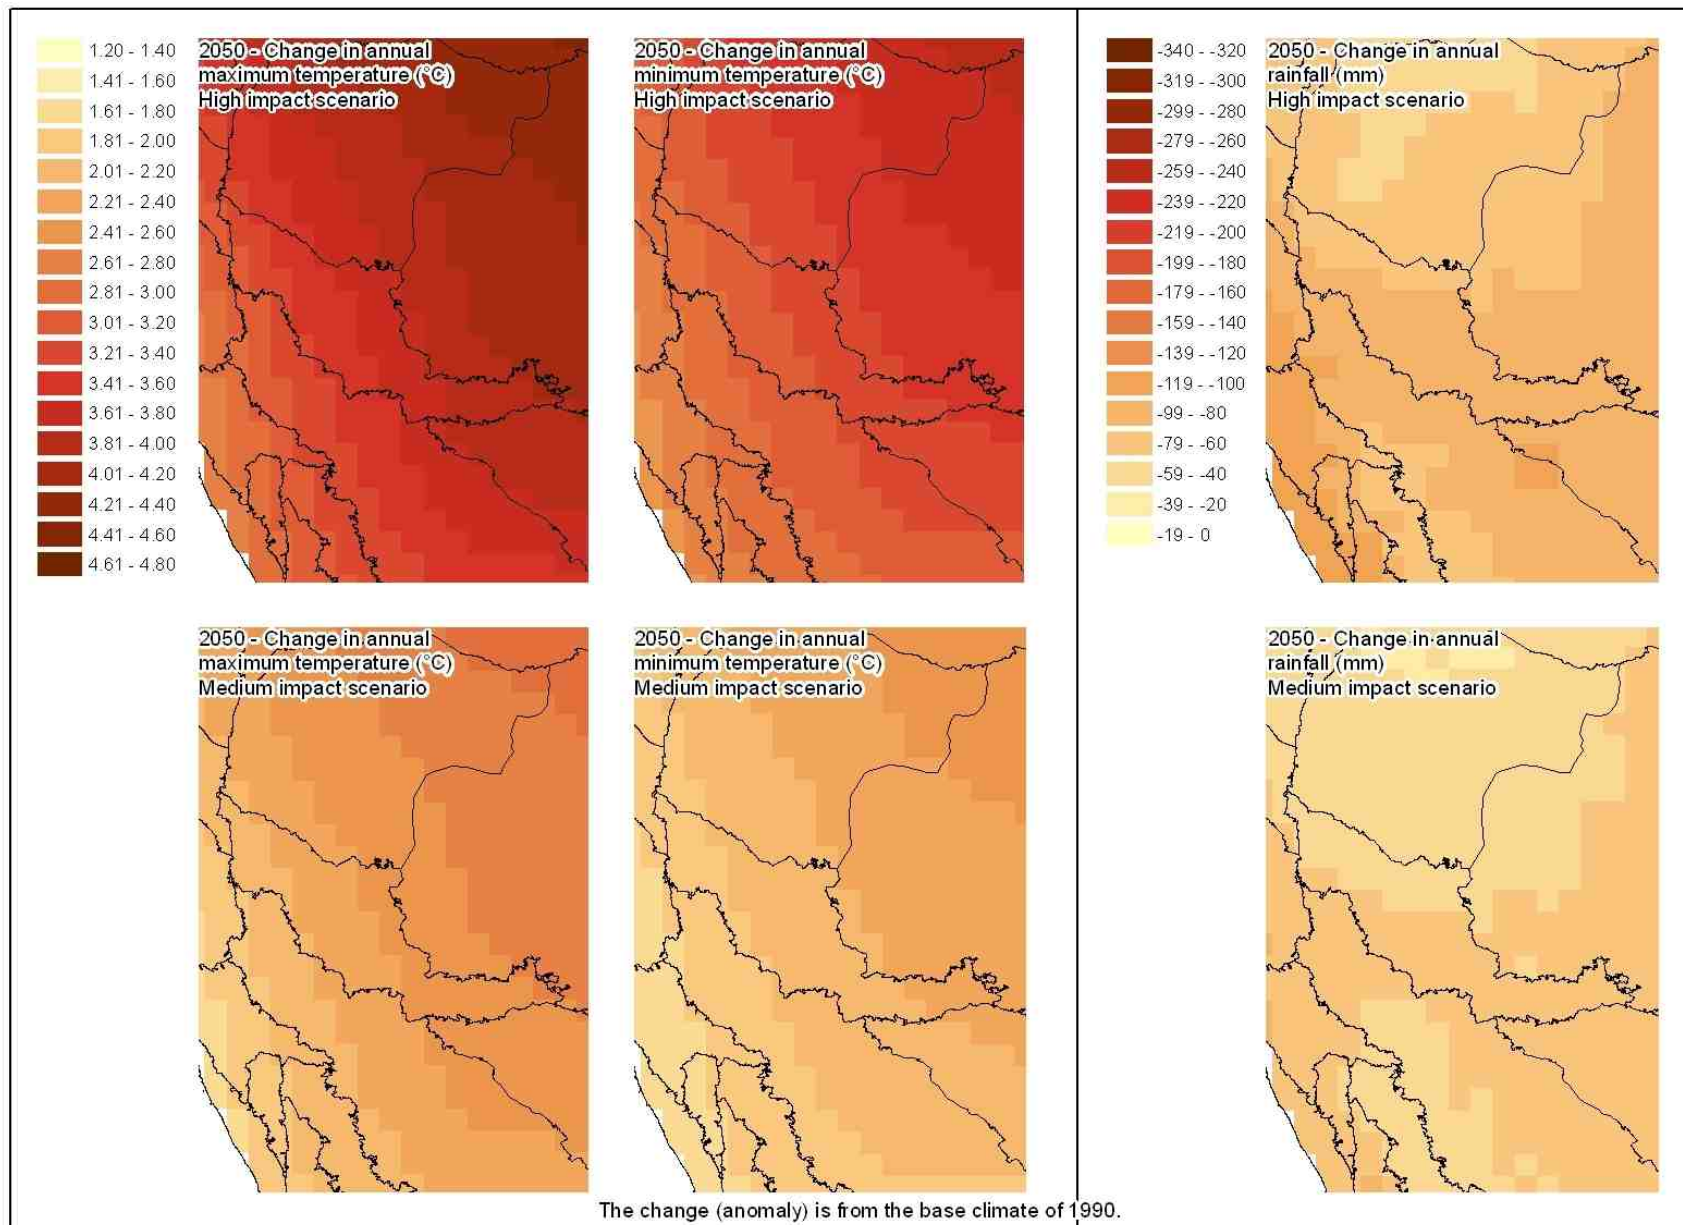 1.20 - 1.40
1.41 - 1.60
1.61 - 1.80
1.81 - 2.00
2.01 - 2.20
2.21 - 2.40
2.41 - 2.60
2.61 - 2.80
2.81 - 3.00
3.01 - 3.20
3.21 - 3.40
3.41 - 3.60
3.61 - 3.80
3.81 - 4.00
4.01 - 4.20
4.21 - 4.40
4.41 - 4.60
4.61 - 4.80
2050 - Change in annual
maximum temperature (°C)
High impact scenario
2050 - Change in annual
minimum temperature (°C)
High impact scenario
-340 - -320
-319 - -300
-299 - -280
-279 - -260
-259 - -240
-239 - -220
-219 - -200
-199 - -180
-179 - -160
-159 - -140
-139 - -120
-119 - -100
-99 - -80
-79 - -60
-59 - -40
-39 - -20
-19 - 0
2050 - Change in annual
rainfall (mm)
High impact scenario
2050 - Change in annual
maximum temperature (°C)
Medium impact scenario
2050 - Change in annual
minimum temperature (°C)
Medium impact scenario
2050 - Change in annual
rainfall (mm)
Medium impact scenario
The change (anomaly) is from the base climate of 1990.